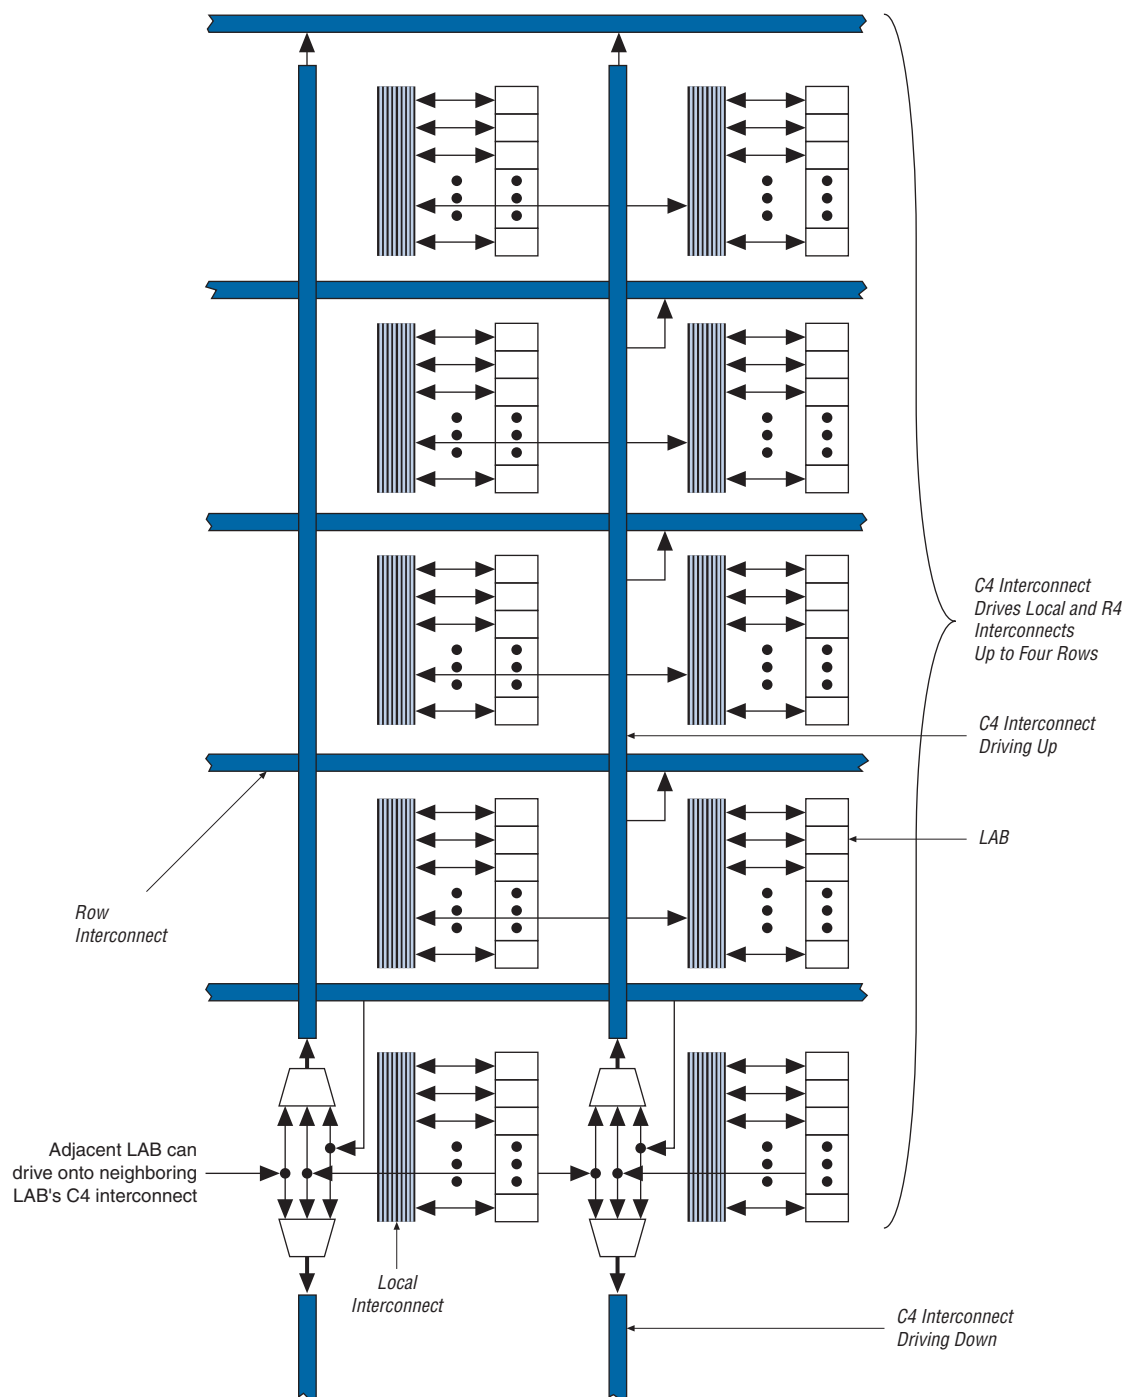 C4 Interconnect
Drives Local and R4
Interconnects
Up to Four Rows
C4 Interconnect
Driving Up
LAB
Row
Interconnect
Adjacent LAB can
drive onto neighboring
LAB's C4 interconnect
Local
Interconnect
C4 Interconnect
Driving Down